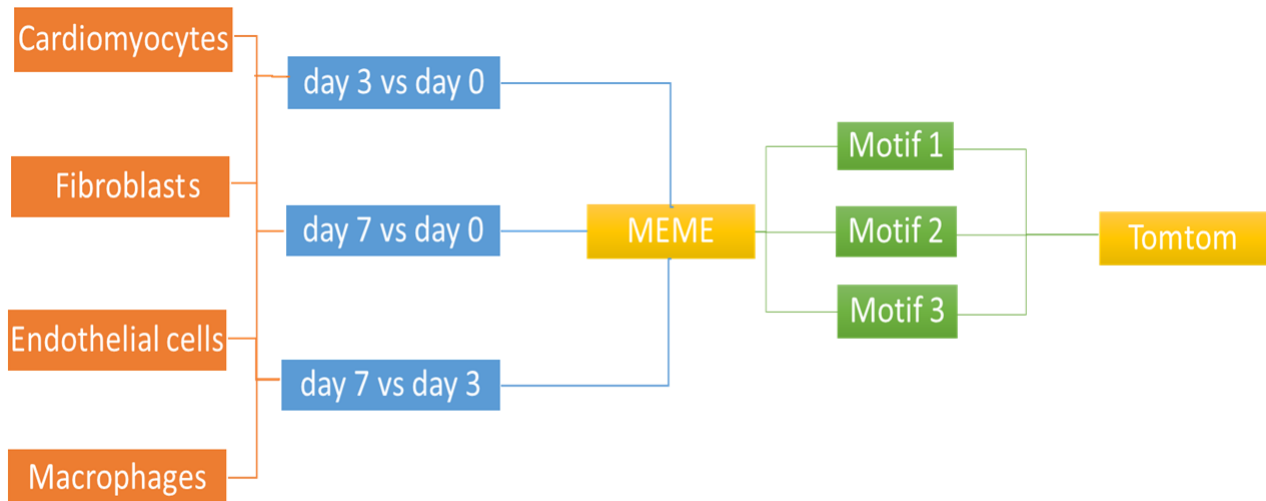 Cardiomyocytes
Fibroblasts
Endothelial cells
Macrophages
day 3 vs day 0
day 7 vs day 0
day 7 vs day 3
MEME
Motif 1
Motif 2
Motif 3
Tomtom